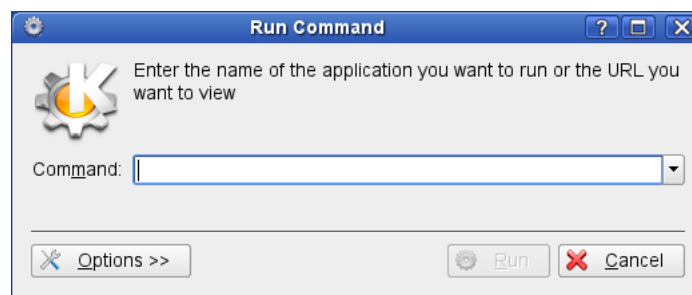 Run Command
Enter the name of the application you want to run or the URL you
want to view
Command:
Options >>
Run
Cancel